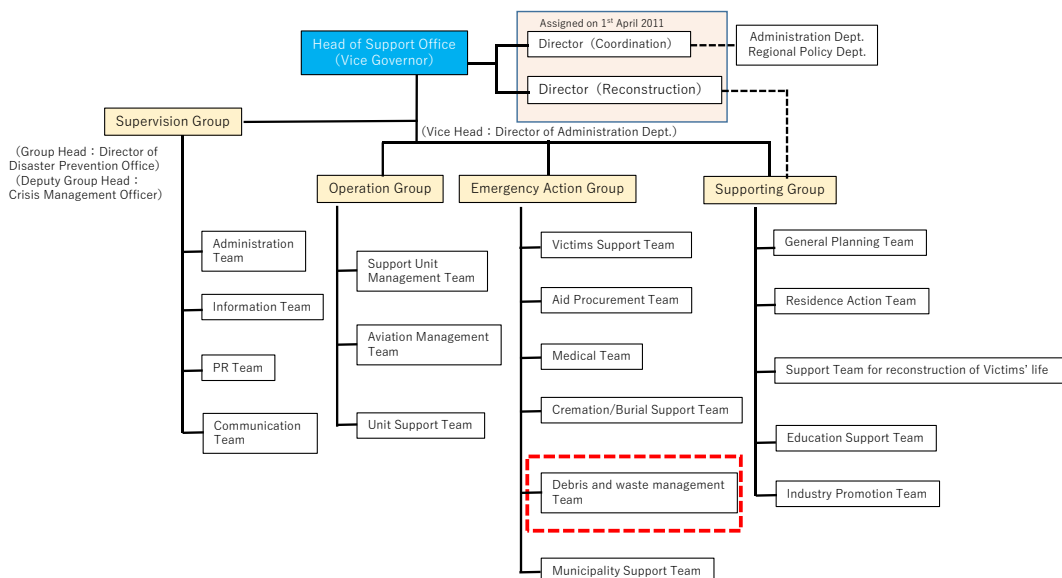 Assigned on 1st April 2011
Head of Support Office
(Vice Governor)
Director（Coordination）
Administration Dept.
Regional Policy Dept.
Director（Reconstruction）
Supervision Group
（Vice Head：Director of Administration Dept.）
（Group Head：Director of
Disaster Prevention Office）
（Deputy Group Head：
Crisis Management Officer）
Operation Group
Emergency Action Group
Supporting Group
Administration
Team
Information Team
PR Team
Communication
Team
Support Unit
Management Team
Aviation Management
Team
Unit Support Team
Victims Support Team
Aid Procurement Team
Medical Team
Cremation/Burial Support Team
Debris and waste management
Team
Municipality Support Team
General Planning Team
Residence Action Team
Support Team for reconstruction of Victims’ life
Education Support Team
Industry Promotion Team